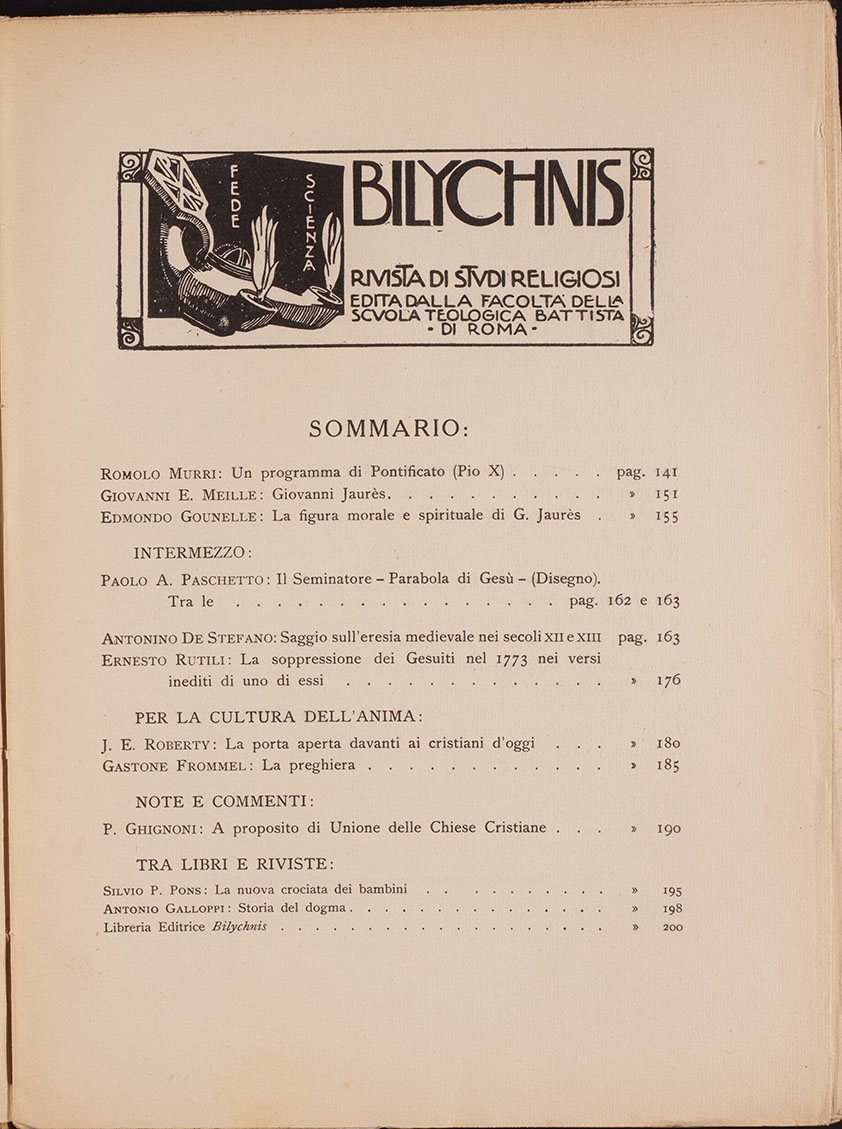 FEDE
SCIENZA
BILYCHNIS
RIVISTA DI STVDI RELIGIOSI
EDITA DALLA FACOLTA DELLA
SCVOLA TEOLOGICA BATTISTA
· DI ROMA ·
SOMMARIO:
ROMOLO MURRI: Un programma di Pontificato (Pio X) . . . . . pag. 141
GIOVANNI E. MEILLE: Giovanni Jaurès. . . . . . . . . . . » 151
EDMONDO GOUNELLE: La figura morale e spirituale di G. Jaurès . » 155
INTERMEZZO:
PAOLO A. PASCHETTO: Il Seminatore – Parabola di Gesù – (Disegno).
Tra le . . . . . . . . . . . . . . . . pag. 162 e 163
ANTONINO DE STEFANO: Saggio sull'eresia medievale nei secoli XII e XIII pag. 163
ERNESTO RUTILI: La soppressione dei Gesuiti nel 1773 nei versi
inediti di uno di essi . . . . . . . . . . . . . » 176
PER LA CULTURA DELL'ANIMA:
J. E. ROBERTY: La porta aperta davanti ai cristiani d'oggi . . . » 180
GASTONE FROMMEL: La preghiera . . . . . . . . . . . . » 185
NOTE E COMMENTI:
P. GHIGNONI: A proposito di Unione delle Chiese Cristiane . . . » 190
TRA LIBRI E RIVISTE:
SILVIO P. PONS: La nuova crociata dei bambini . . . . . . . . . . » 195
ANTONIO GALLOPPI: Storia del dogma . . . . . . . . . . . . . . » 198
Libreria Editrice Bilychnis . . . . . . . . . . . . . . . . . » 200